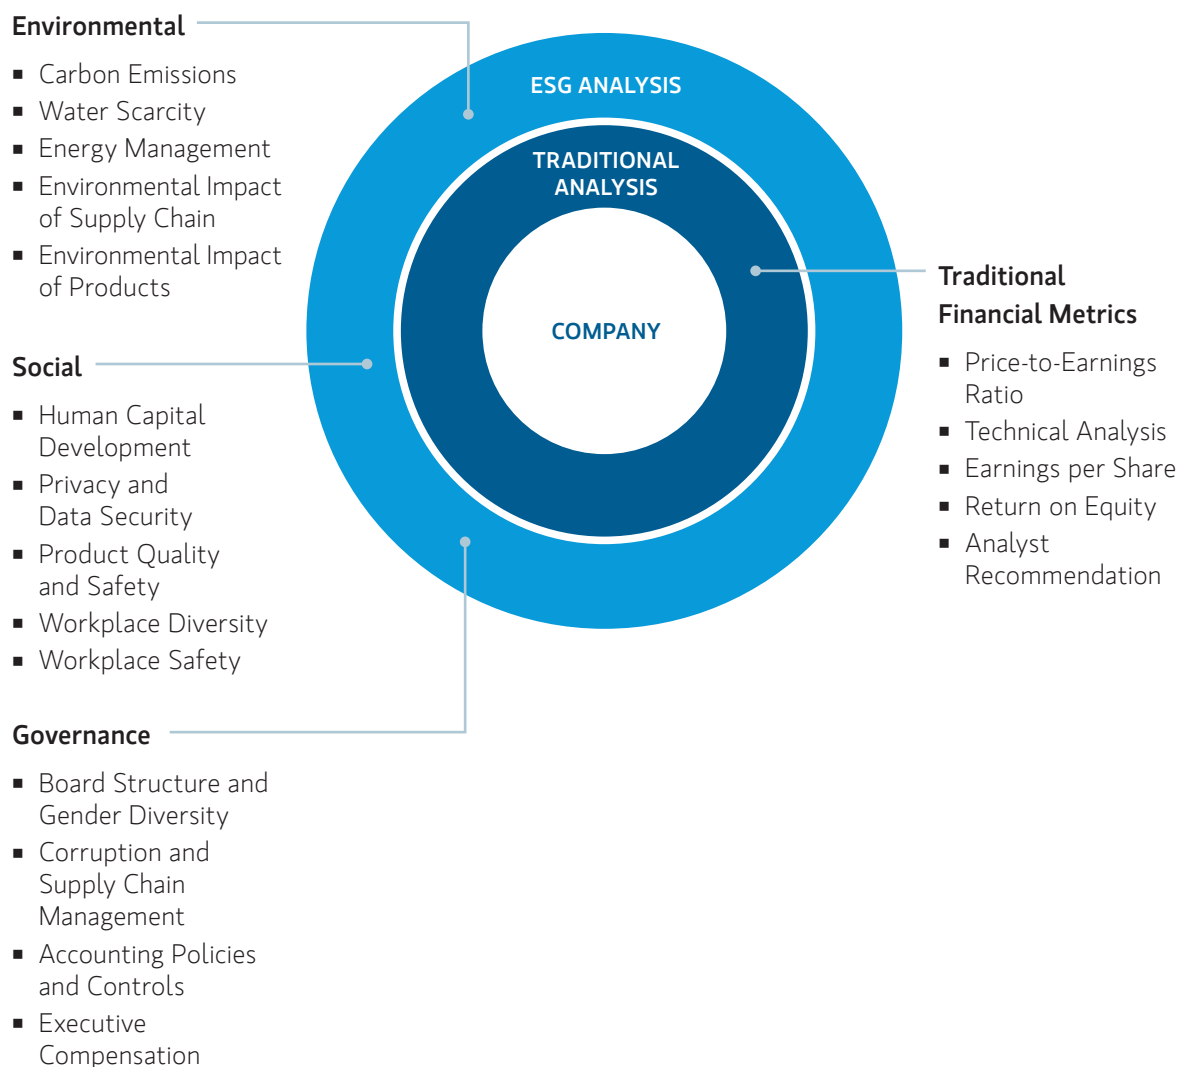 Environmental
Carbon Emissions
Water Scarcity
Energy Management
Environmental Impact
of Supply Chain
Environmental Impact
of Products
Social
Human Capital
Development
Privacy and
Data Security
Product Quality
and Safety
Workplace Diversity
Workplace Safety
Governance
Board Structure and
Gender Diversity
Corruption and
Supply Chain
Management
Accounting Policies
and Controls
Executive
Compensation
ESG ANALYSIS
TRADITIONAL
ANALYSIS
COMPANY
Traditional
Financial Metrics
Price-to-Earnings
Ratio
Technical Analysis
Earnings per Share
Return on Equity
Analyst
Recommendation